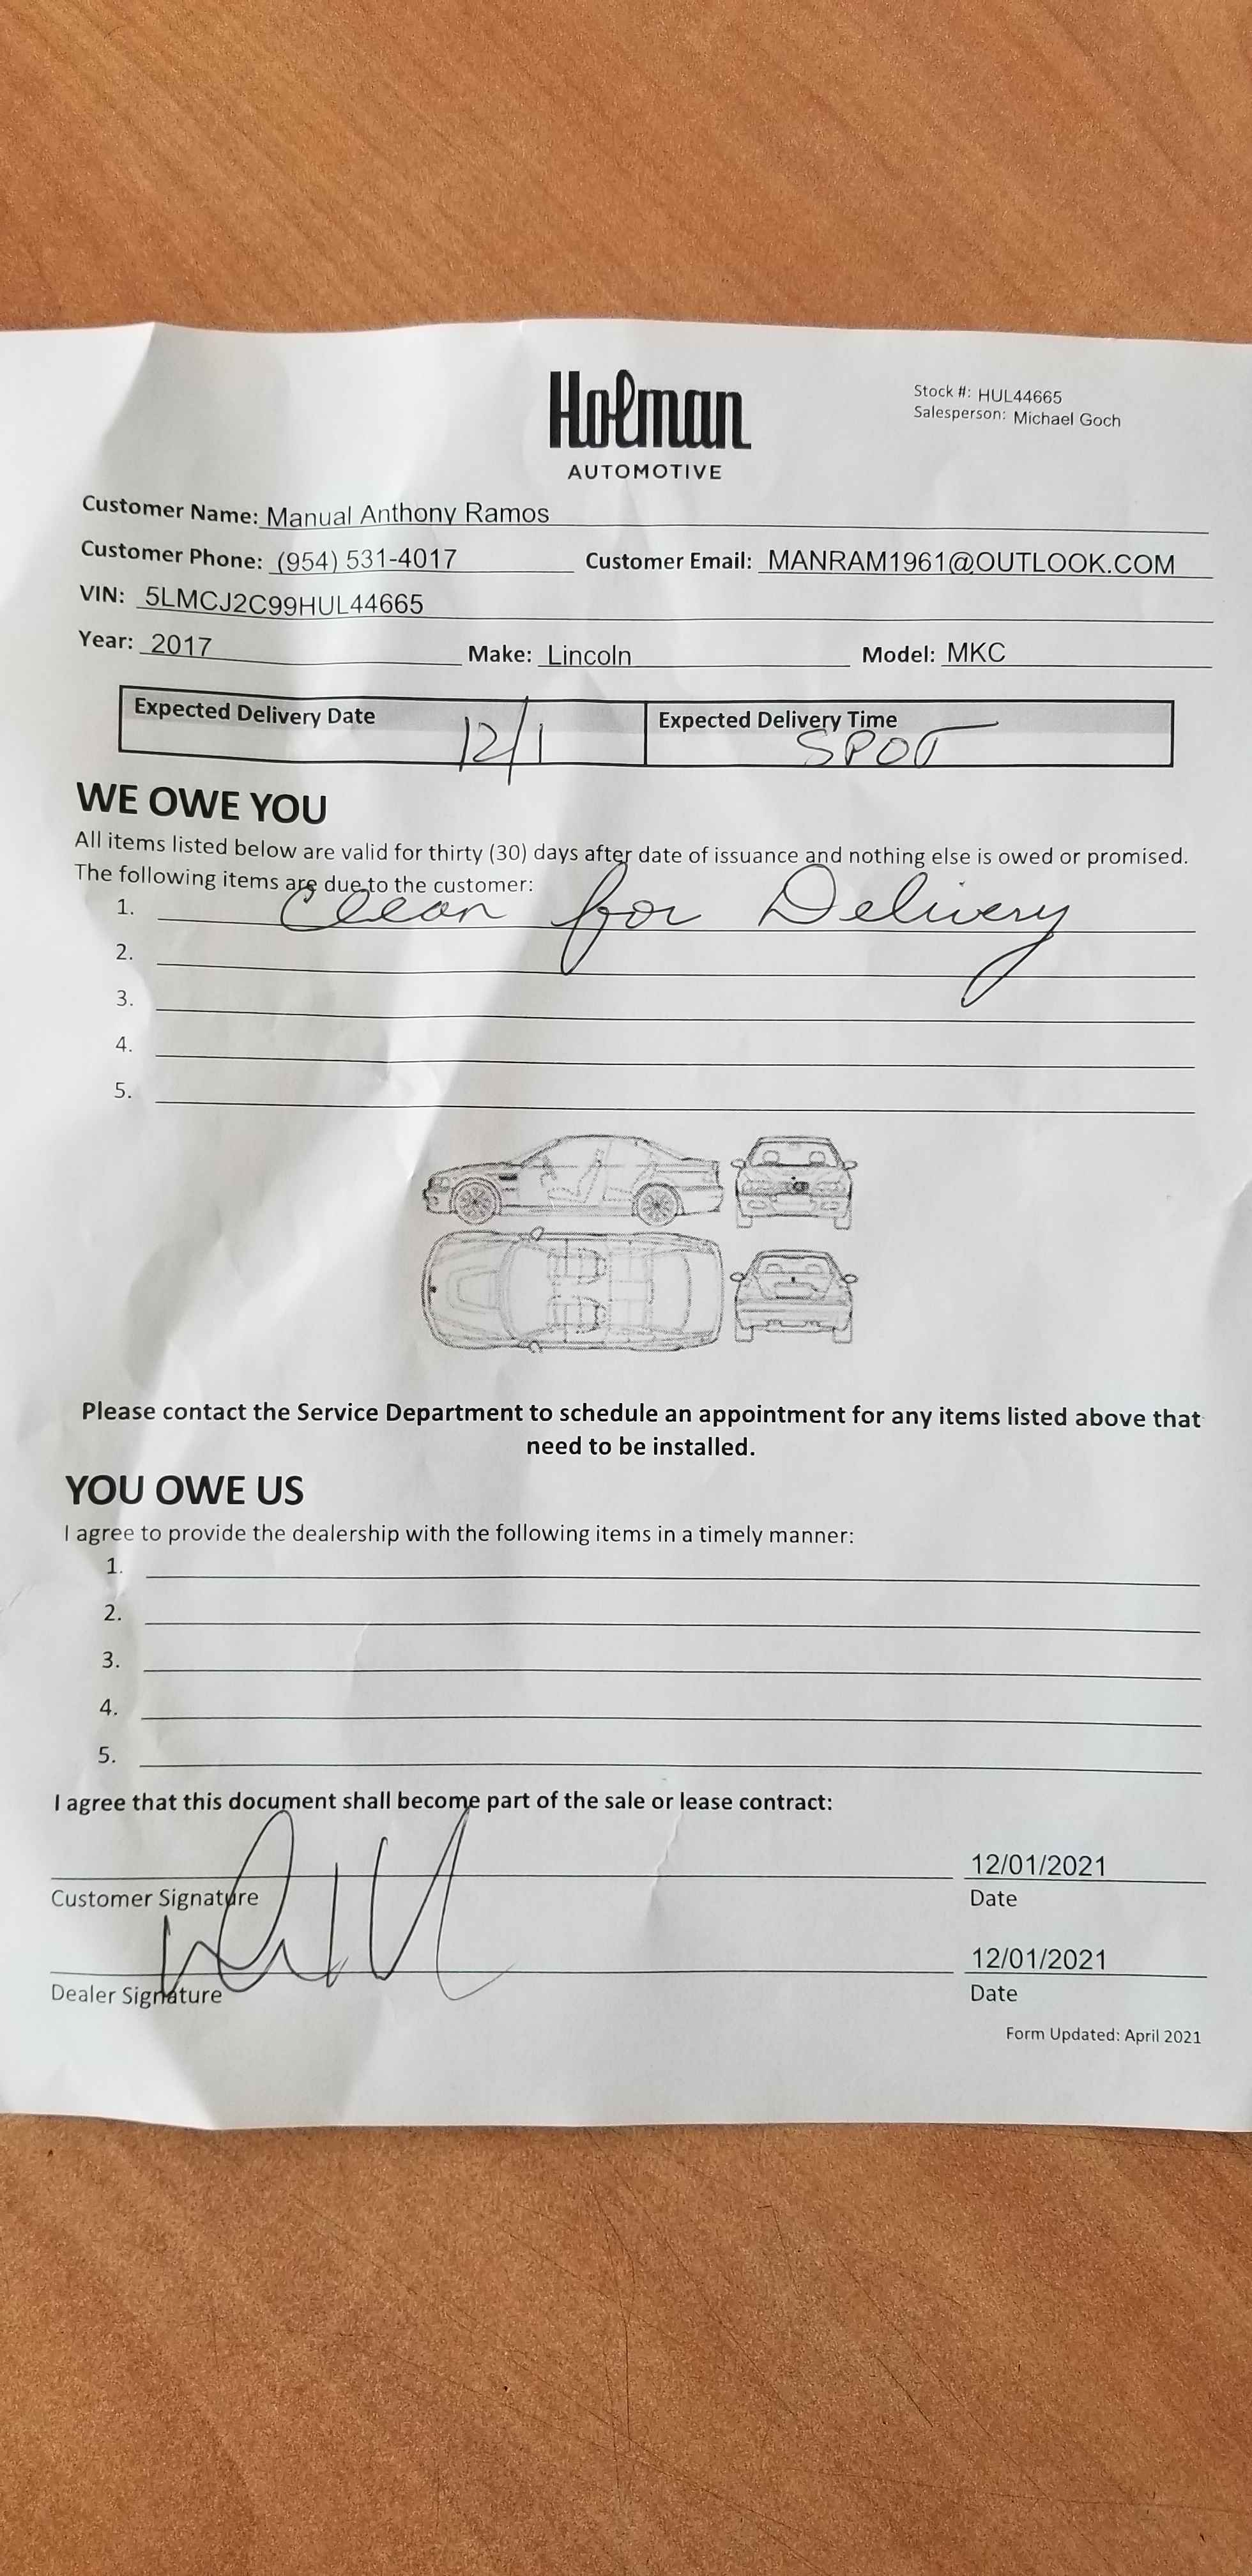 Holman
AUTOMOTIVE
Stock #: HUL44665
Salesperson: Michael Goch
Customer Name: Manual Anthony Ramos
Customer Phone: (954) 531-4017 Customer Email: MANRAM1961@OUTLOOK.COM
VIN: 5LMCJ2C99HUL44665
Year: 2017 Make: Lincoln Model: MKC
Expected Delivery Date 12/1 Expected Delivery Time SPOT
WE OWE YOU
All items listed below are valid for thirty (30) days after date of issuance and nothing else is owed or promised.
The following items are due to the customer:
1. Clean for Delivery
2.
3.
4.
5.
Please contact the Service Department to schedule an appointment for any items listed above that
need to be installed.
YOU OWE US
I agree to provide the dealership with the following items in a timely manner:
1.
2.
3.
4.
5.
I agree that this document shall become part of the sale or lease contract:
12/01/2021
Customer Signature Date
12/01/2021
Dealer Signature Date
Form Updated: April 2021